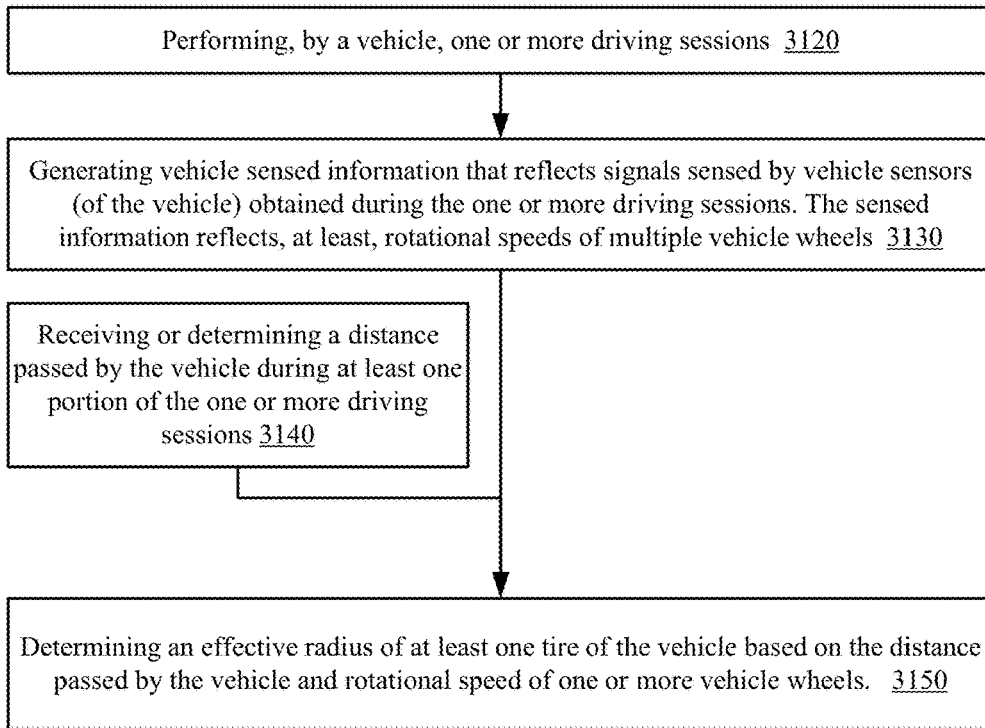 Performing, by a vehicle, one or more driving sessions 3120
Generating vehicle sensed information that reflects signals sensed by vehicle sensors
(of the vehicle) obtained during the one or more driving sessions. The sensed
information reflects, at least, rotational speeds of multiple vehicle wheels 3130
Receiving or determining a distance
passed by the vehicle during at least one
portion of the one or more driving
sessions 3140
Determining an effective radius of at least one tire of the vehicle based on the distance
passed by the vehicle and rotational speed of one or more vehicle wheels. 3150